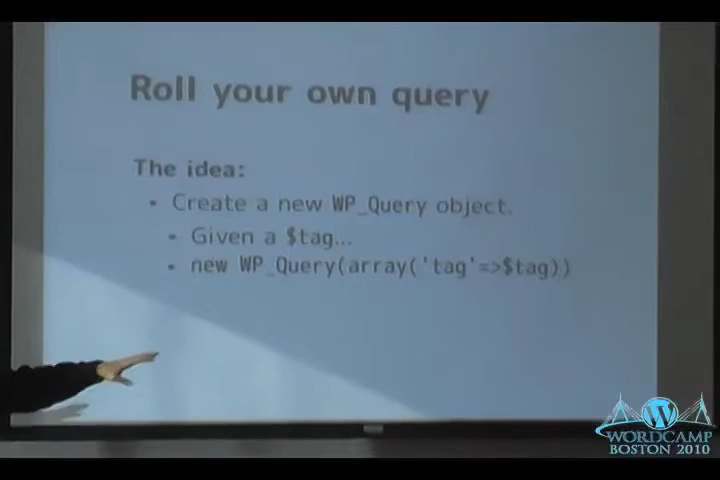 Roll your own query
The idea:
• Create a new WP_Query object.
• Given a $tag...
• new WP_Query(array('tag'=>$tag))
WORDCAMP
BOSTON 2010